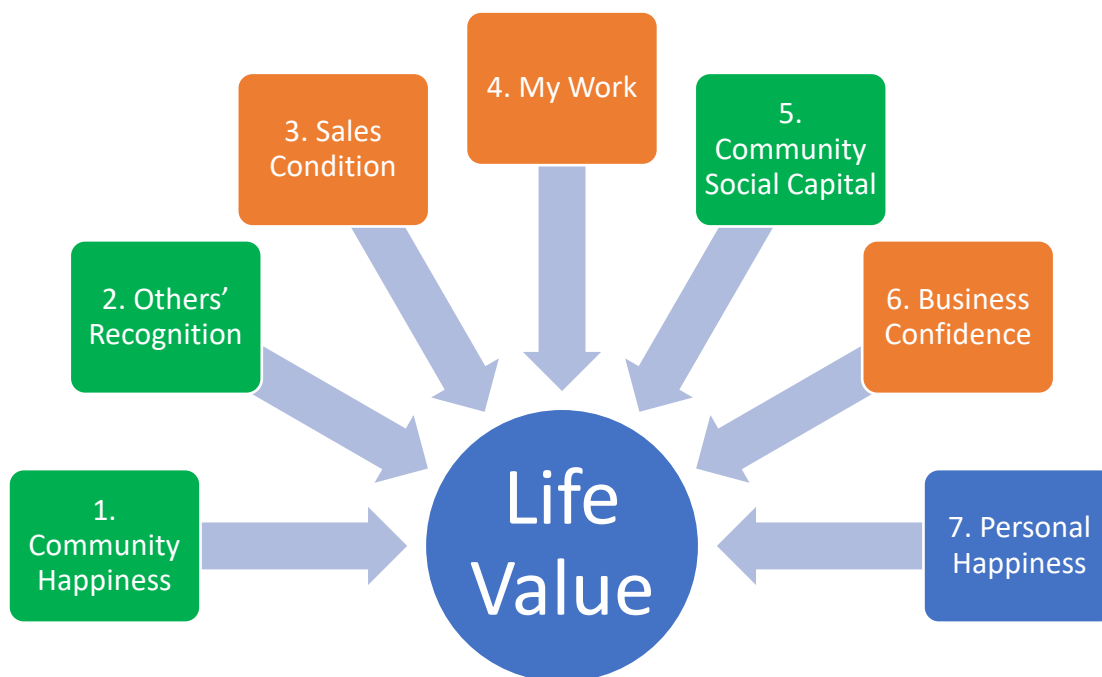 1.
Community
Happiness
2. Others’
Recognition
3. Sales
Condition
4. My Work
5.
Community
Social Capital
6. Business
Confidence
7. Personal
Happiness
Life
Value